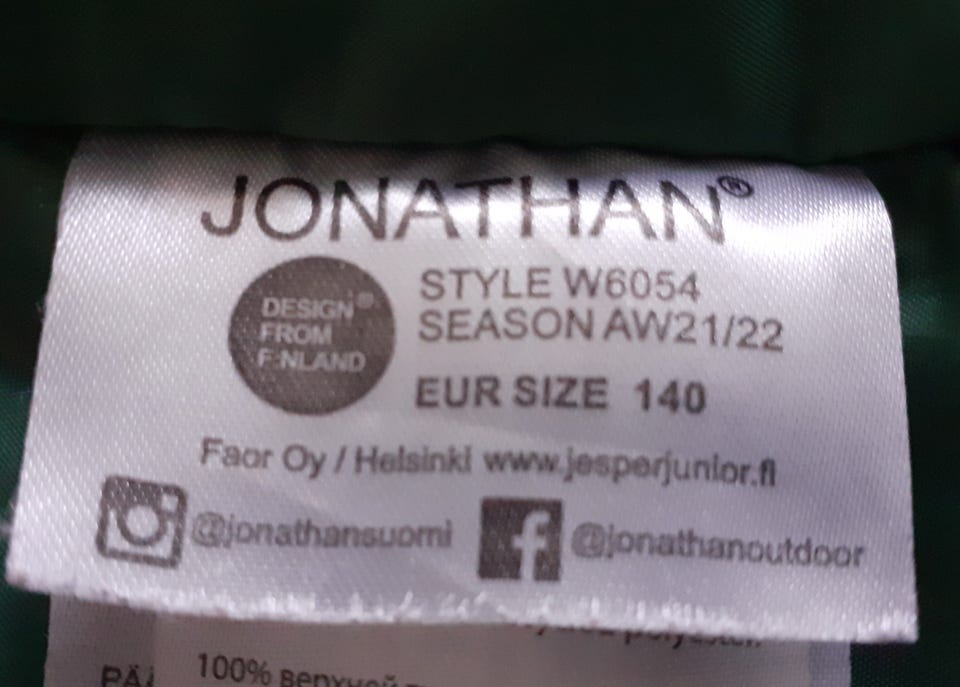 JONATHAN®
DESIGN®
FROM
FINLAND
STYLE W6054
SEASON AW21/22
EUR SIZE 140
Faor Oy / Helsinki www.jesperjunior.fi
@jonathansuomi
@jonathanoutdoor
polyester.
100% верхней